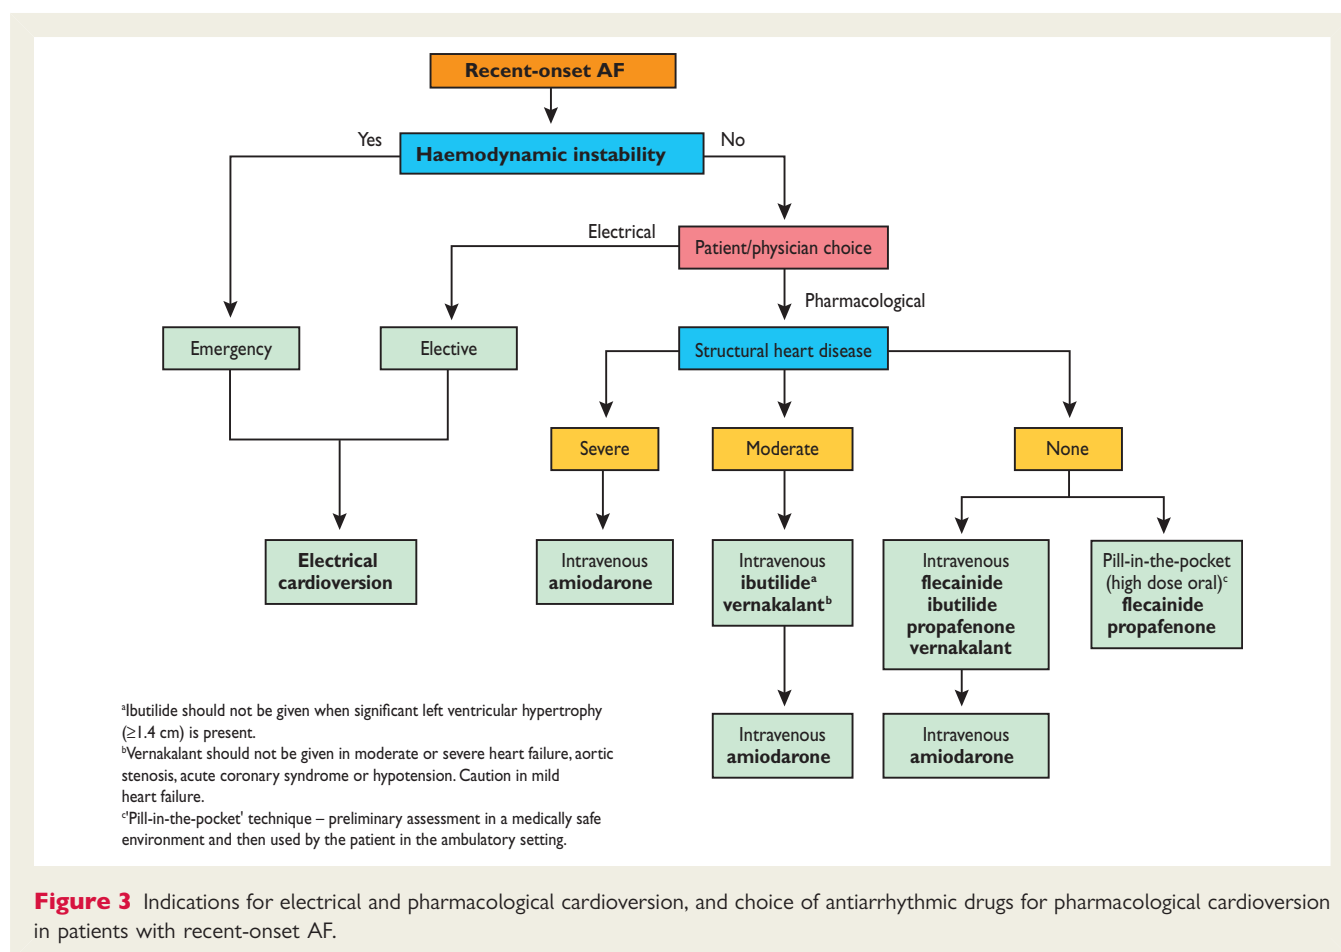 Recent-onset AF
Yes
Haemodynamic instability
No
Electrical
Patient/physician choice
Pharmacological
Emergency
Elective
Structural heart disease
Severe
Moderate
None
Electrical
cardioversion
Intravenous
amiodarone
Intravenous
ibutilideᵃ
vernakalantᵇ
Intravenous
flecainide
ibutilide
propafenone
vernakalant
Pill-in-the-pocket
(high dose oral)ᶜ
flecainide
propafenone
Intravenous
amiodarone
Intravenous
amiodarone
ᵃIbutilide should not be given when significant left ventricular hypertrophy
(≥1.4 cm) is present.
ᵇVernakalant should not be given in moderate or severe heart failure, aortic
stenosis, acute coronary syndrome or hypotension. Caution in mild
heart failure.
ᶜ'Pill-in-the-pocket' technique – preliminary assessment in a medically safe
environment and then used by the patient in the ambulatory setting.
Figure 3 Indications for electrical and pharmacological cardioversion, and choice of antiarrhythmic drugs for pharmacological cardioversion
in patients with recent-onset AF.